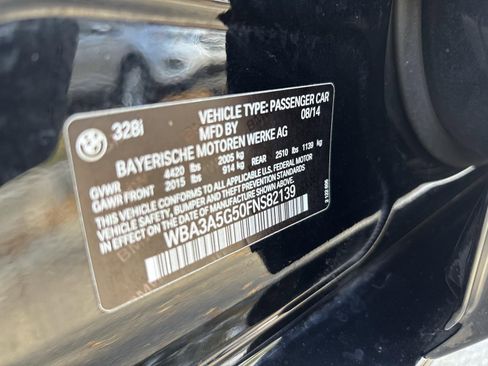 BMW
328i
VEHICLE TYPE: PASSENGER CAR
MFD BY 08/14
BAYERISCHE MOTOREN WERKE AG
GVWR 4420 lbs 2005 kg
GAWR FRONT 2015 lbs 914 kg REAR 2510 lbs 1139 kg
THIS VEHICLE CONFORMS TO ALL APPLICABLE U.S. FEDERAL MOTOR
VEHICLE SAFETY, BUMPER, AND THEFT PREVENTION STANDARDS
IN EFFECT ON THE DATE OF MANUFACTURE SHOWN ABOVE.
WBA3A5G50FNS82139